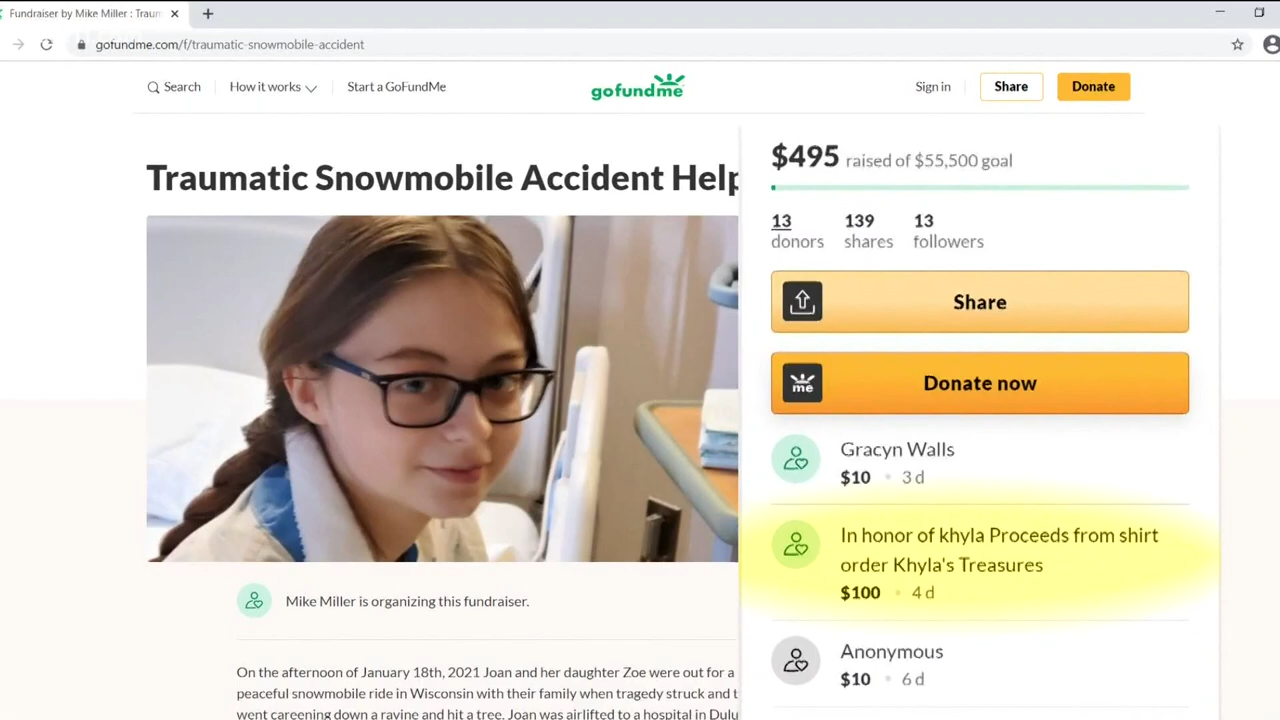 Fundraiser by Mike Miller : Traum
gofundme.com/f/traumatic-snowmobile-accident
Search
How it works
Start a GoFundMe
gofundme
Sign in
Share
Donate
Traumatic Snowmobile Accident Help
$495 raised of $55,500 goal
13 139 13
donors shares followers
Share
me Donate now
Gracyn Walls
$10 • 3 d
In honor of khyla Proceeds from shirt
order Khyla's Treasures
$100 • 4 d
Anonymous
$10 • 6 d
Mike Miller is organizing this fundraiser.
On the afternoon of January 18th, 2021 Joan and her daughter Zoe were out for a
peaceful snowmobile ride in Wisconsin with their family when tragedy struck and t
went careening down a ravine and hit a tree. Joan was airlifted to a hospital in Dulu